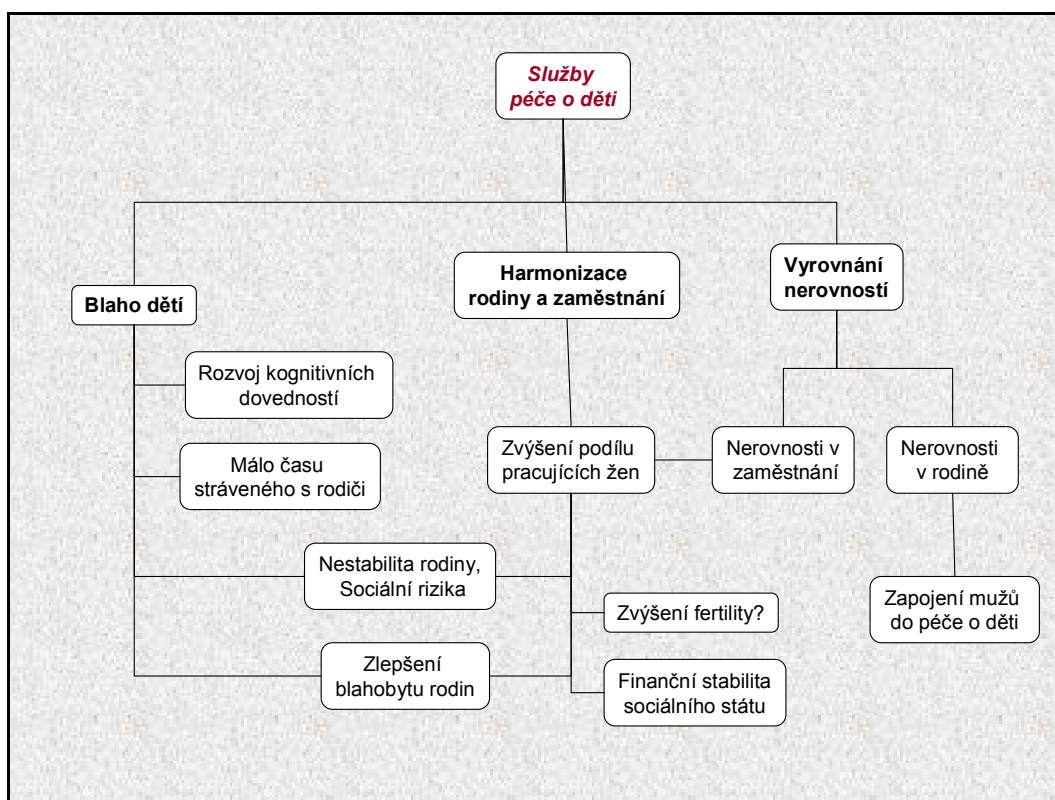 Služby
péče o děti
Blaho dětí
Harmonizace
rodiny a zaměstnání
Vyrovnání
nerovností
Rozvoj kognitivních
dovedností
Málo času
stráveného s rodiči
Zvýšení podílu
pracujících žen
Nerovnosti v
zaměstnání
Nerovnosti
v rodině
Nestabilita rodiny,
Sociální rizika
Zvýšení fertility?
Zapojení mužů
do péče o děti
Zlepšení
blahobytu rodin
Finanční stabilita
sociálního státu